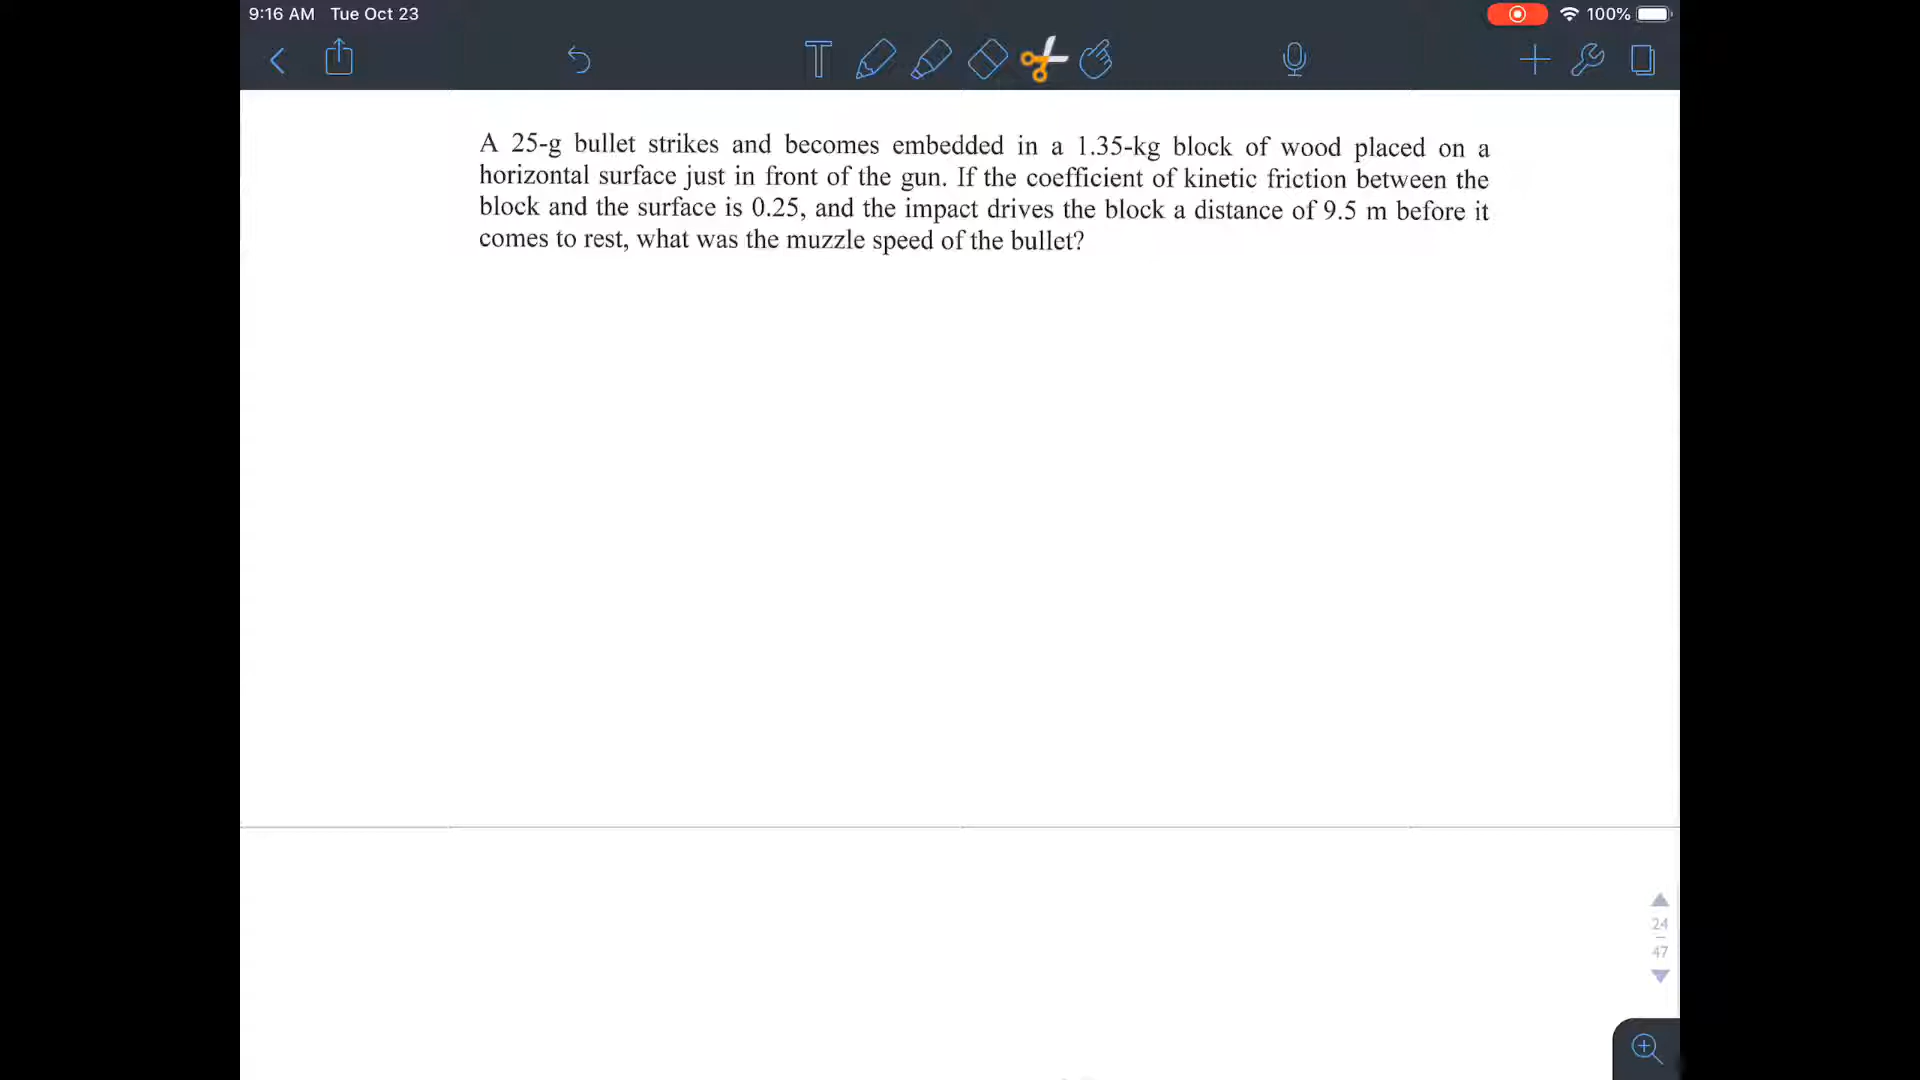 9:16 AM Tue Oct 23
100%
T
A 25-g bullet strikes and becomes embedded in a 1.35-kg block of wood placed on a
horizontal surface just in front of the gun. If the coefficient of kinetic friction between the
block and the surface is 0.25, and the impact drives the block a distance of 9.5 m before it
comes to rest, what was the muzzle speed of the bullet?
24
47